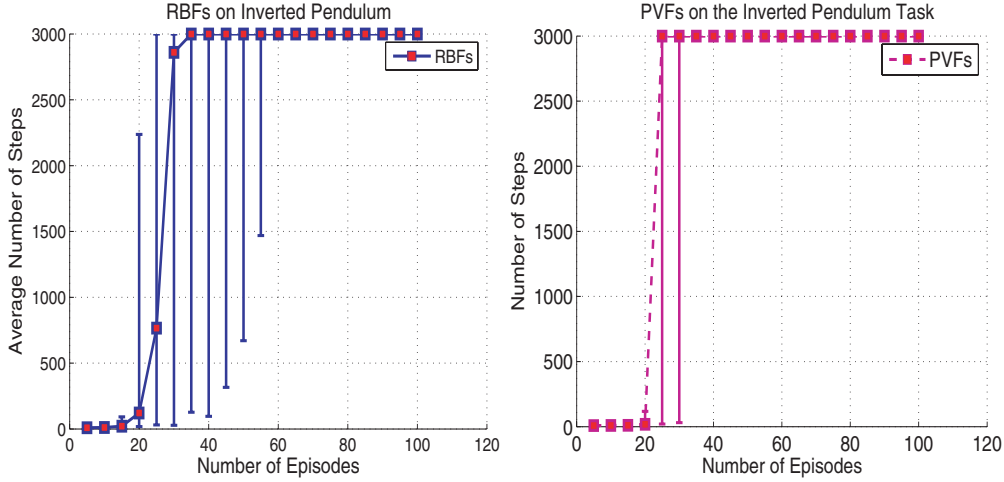 RBFs on Inverted Pendulum
3000
2500
2000
1500
1000
500
0
0 20 40 60 80 100 120
Average Number of Steps
Number of Episodes
RBFs
PVFs on the Inverted Pendulum Task
3000
2500
2000
1500
1000
500
0
0 20 40 60 80 100 120
Number of Steps
Number of Episodes
PVFs